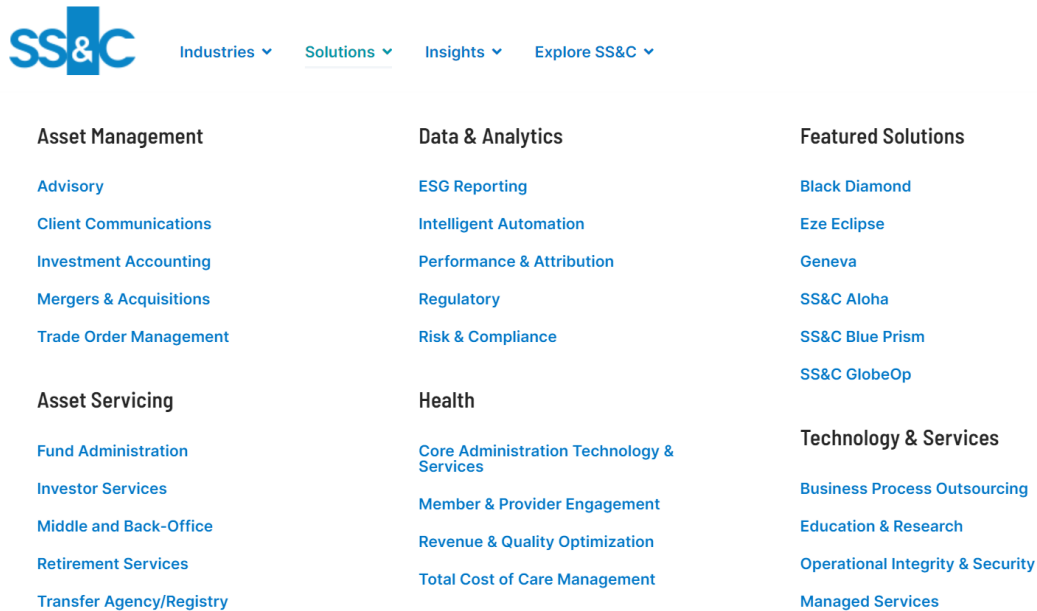 SS&C
Industries
Solutions
Insights
Explore SS&C
Asset Management
Advisory
Client Communications
Investment Accounting
Mergers & Acquisitions
Trade Order Management
Asset Servicing
Fund Administration
Investor Services
Middle and Back-Office
Retirement Services
Transfer Agency/Registry
Data & Analytics
ESG Reporting
Intelligent Automation
Performance & Attribution
Regulatory
Risk & Compliance
Health
Core Administration Technology &
Services
Member & Provider Engagement
Revenue & Quality Optimization
Total Cost of Care Management
Featured Solutions
Black Diamond
Eze Eclipse
Geneva
SS&C Aloha
SS&C Blue Prism
SS&C GlobeOp
Technology & Services
Business Process Outsourcing
Education & Research
Operational Integrity & Security
Managed Services